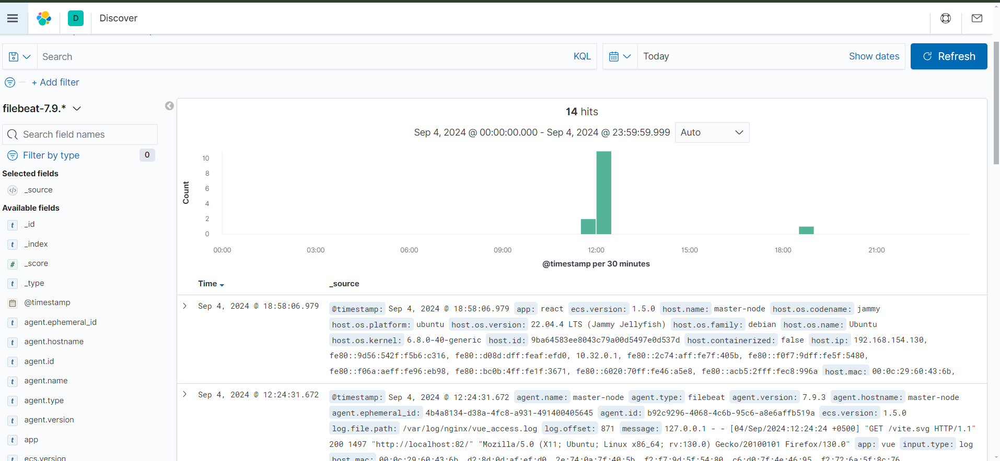 D Discover
Search KQL Today Show dates Refresh
+ Add filter
filebeat-7.9.*
14 hits
Search field names
Sep 4, 2024 @ 00:00:00.000 - Sep 4, 2024 @ 23:59:59.999 Auto
Filter by type 0
Selected fields
_source
Available fields
t _id
t _index
# _score
t _type
@timestamp
t agent.ephemeral_id
t agent.hostname
t agent.id
t agent.name
t agent.type
t agent.version
t app
ecs.version
Count
10
8
6
4
2
0
00:00 03:00 06:00 09:00 12:00 15:00 18:00 21:00
@timestamp per 30 minutes
Time _source
Sep 4, 2024 @ 18:58:06.979 @timestamp: Sep 4, 2024 @ 18:58:06.979 app: react ecs.version: 1.5.0 host.name: master-node host.os.codename: jammy
host.os.platform: ubuntu host.os.version: 22.04.4 LTS (Jammy Jellyfish) host.os.family: debian host.os.name: Ubuntu
host.os.kernel: 6.8.0-40-generic host.id: 9ba64583ee8043c79a00d5497e0d537d host.containerized: false host.ip: 192.168.154.130,
fe80::9d56:542f:f5b6:c316, fe80::d08d:dff:feaf:efd0, 10.32.0.1, fe80::2c74:aff:fe7f:405b, fe80::f0f7:9dff:fe5f:5480,
fe80::f06a:aeff:fe96:eb98, fe80::bc0b:4ff:fe1f:3671, fe80::6020:70ff:fe46:a5e8, fe80::acb5:2fff:fec8:996a host.mac: 00:0c:29:60:43:6b,
Sep 4, 2024 @ 12:24:31.672 @timestamp: Sep 4, 2024 @ 12:24:31.672 agent.name: master-node agent.type: filebeat agent.version: 7.9.3 agent.hostname: master-node
agent.ephemeral_id: 4b4a8134-d38a-4fc8-a931-491400405645 agent.id: b92c9296-4068-4c6b-95c6-a8e6affb519a ecs.version: 1.5.0
log.file.path: /var/log/nginx/vue_access.log log.offset: 871 message: 127.0.0.1 - - [04/Sep/2024:12:24:24 +0500] "GET /vite.svg HTTP/1.1"
200 1497 "http://localhost:82/" "Mozilla/5.0 (X11; Ubuntu; Linux x86_64; rv:130.0) Gecko/20100101 Firefox/130.0" app: vue input.type: log
host.mac: 00:0c:29:60:43:6b, d2:8d:0d:af:ef:d0, 2e:74:0a:7f:40:5b, f2:f7:9d:5f:54:80, c6:d0:7f:4e:46:95, f2:72:6a:5f:8c:76,